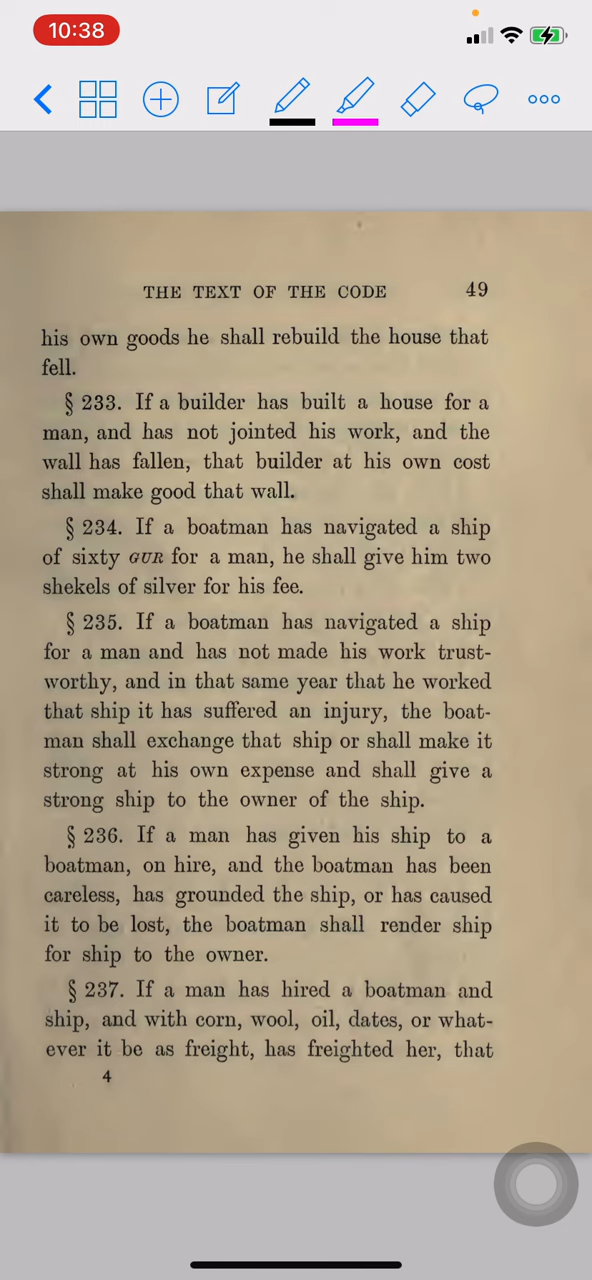 10:38
THE TEXT OF THE CODE 49
his own goods he shall rebuild the house that
fell.
§ 233. If a builder has built a house for a
man, and has not jointed his work, and the
wall has fallen, that builder at his own cost
shall make good that wall.
§ 234. If a boatman has navigated a ship
of sixty GUR for a man, he shall give him two
shekels of silver for his fee.
§ 235. If a boatman has navigated a ship
for a man and has not made his work trust-
worthy, and in that same year that he worked
that ship it has suffered an injury, the boat-
man shall exchange that ship or shall make it
strong at his own expense and shall give a
strong ship to the owner of the ship.
§ 236. If a man has given his ship to a
boatman, on hire, and the boatman has been
careless, has grounded the ship, or has caused
it to be lost, the boatman shall render ship
for ship to the owner.
§ 237. If a man has hired a boatman and
ship, and with corn, wool, oil, dates, or what-
ever it be as freight, has freighted her, that
4